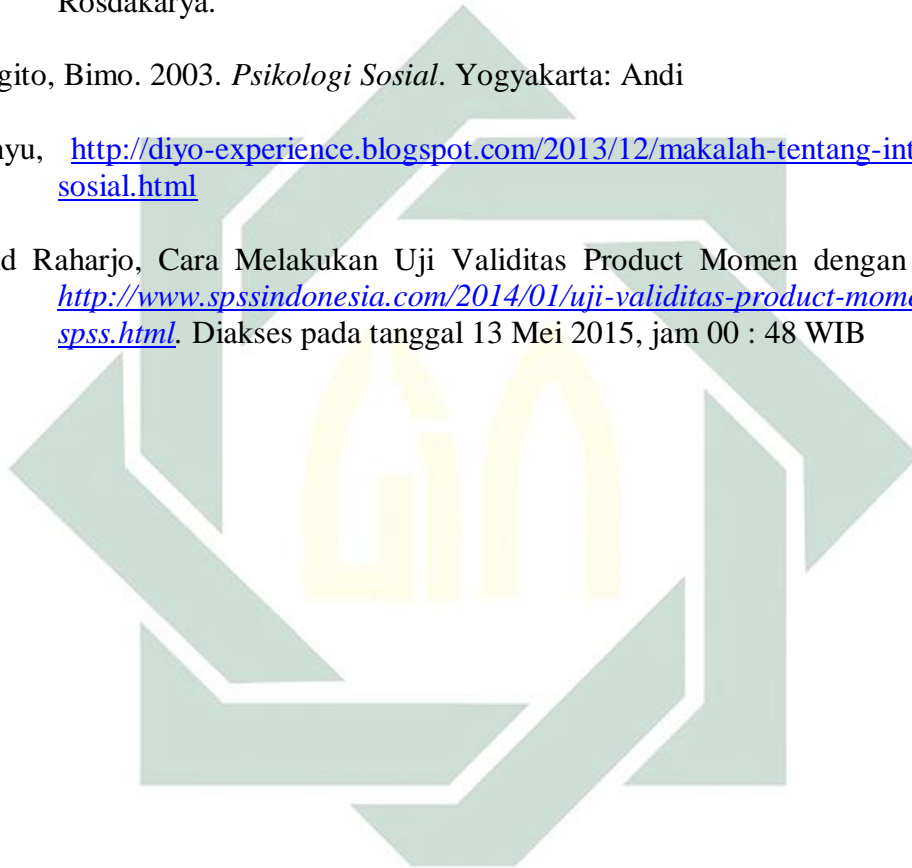 Rosdakarya.
gito, Bimo. 2003. Psikologi Sosial. Yogyakarta: Andi
nyu, http://diyo-experience.blogspot.com/2013/12/makalah-tentang-int
sosial.html
d Raharjo, Cara Melakukan Uji Validitas Product Momen dengan
http://www.spssindonesia.com/2014/01/uji-validitas-product-mome
spss.html. Diakses pada tanggal 13 Mei 2015, jam 00 : 48 WIB